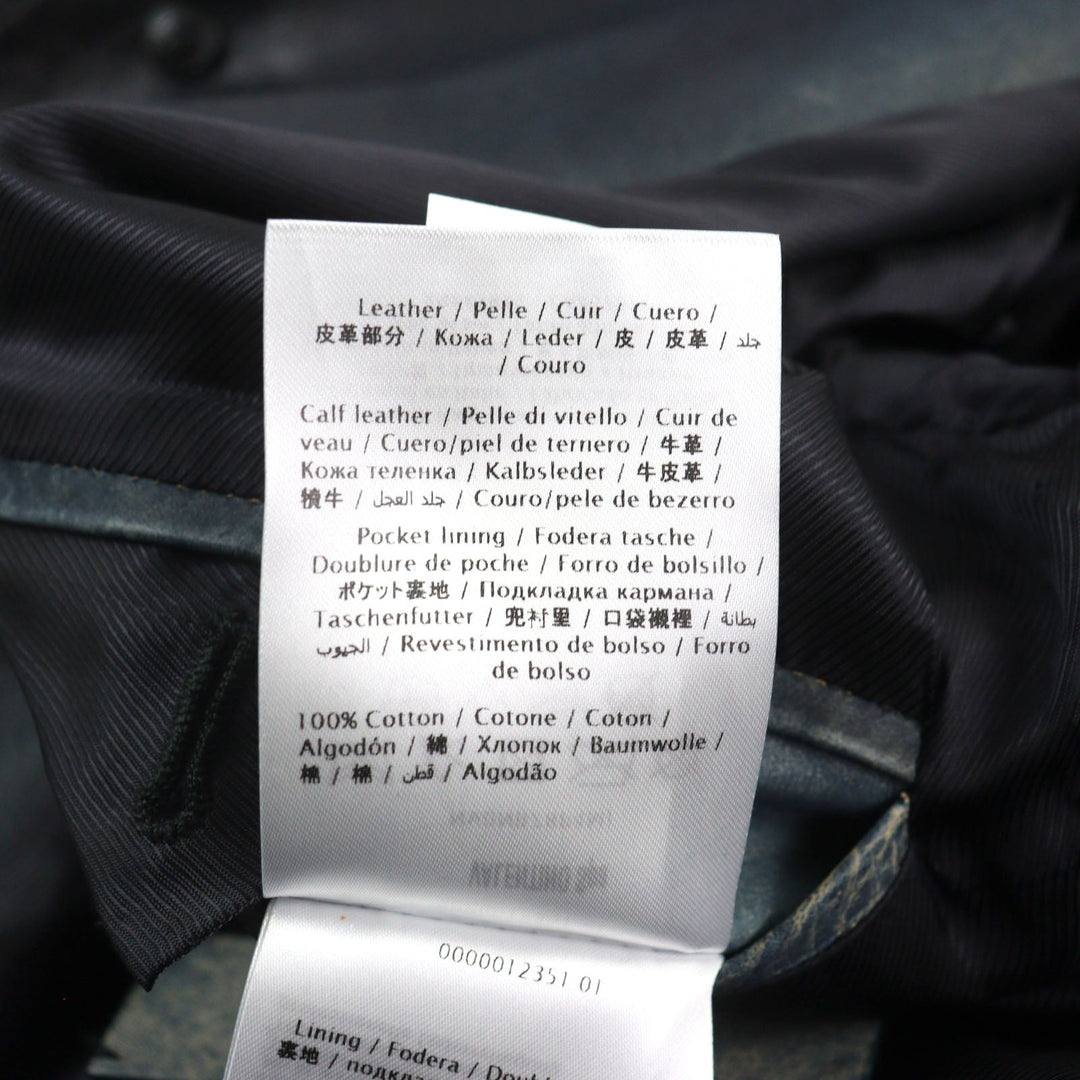 Leather / Pelle / Cuir / Cuero /
皮革部分 / Кожа / Leder / 皮 / 皮革 / جلد
/ Couro
Calf leather / Pelle di vitello / Cuir de
veau / Cuero/piel de ternero / 牛革 /
Кожа теленка / Kalbsleder / 牛皮革 /
犢牛 / جلد العجل / Couro/pele de bezerro
Pocket lining / Fodera tasche /
Doublure de poche / Forro de bolsillo /
ポケット裏地 / Подкладка кармана /
Taschenfutter / 兜衬里 / 口袋襯裡 / بطانة
الجيوب / Revestimento de bolso / Forro
de bolso
100% Cotton / Cotone / Coton /
Algodón / 綿 / Хлопок / Baumwolle /
棉 / 棉 / قطن / Algodão
VALENTINO
0000012351 01
Lining / Fodera /
裏地 /